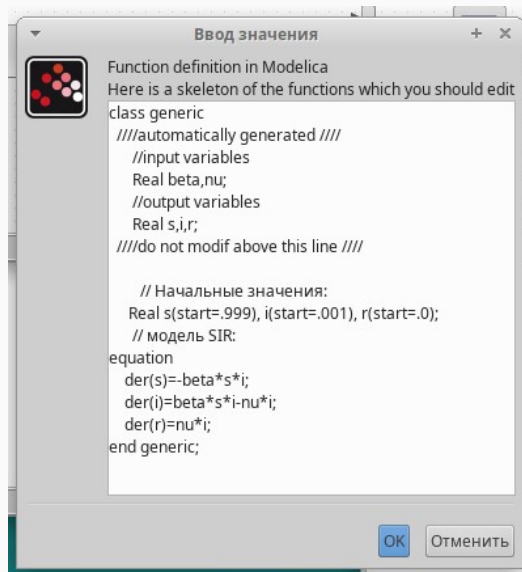 Ввод значения
Function definition in Modelica
Here is a skeleton of the functions which you should edit
class generic
////automatically generated ////
//input variables
Real beta,nu;
//output variables
Real s,i,r;
////do not modif above this line ////
// Начальные значения:
Real s(start=.999), i(start=.001), r(start=.0);
// модель SIR:
equation
der(s)=-beta*s*i;
der(i)=beta*s*i-nu*i;
der(r)=nu*i;
end generic;
OK
Отменить